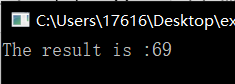 C:\Users\17616\Desktop\ex
The result is :69